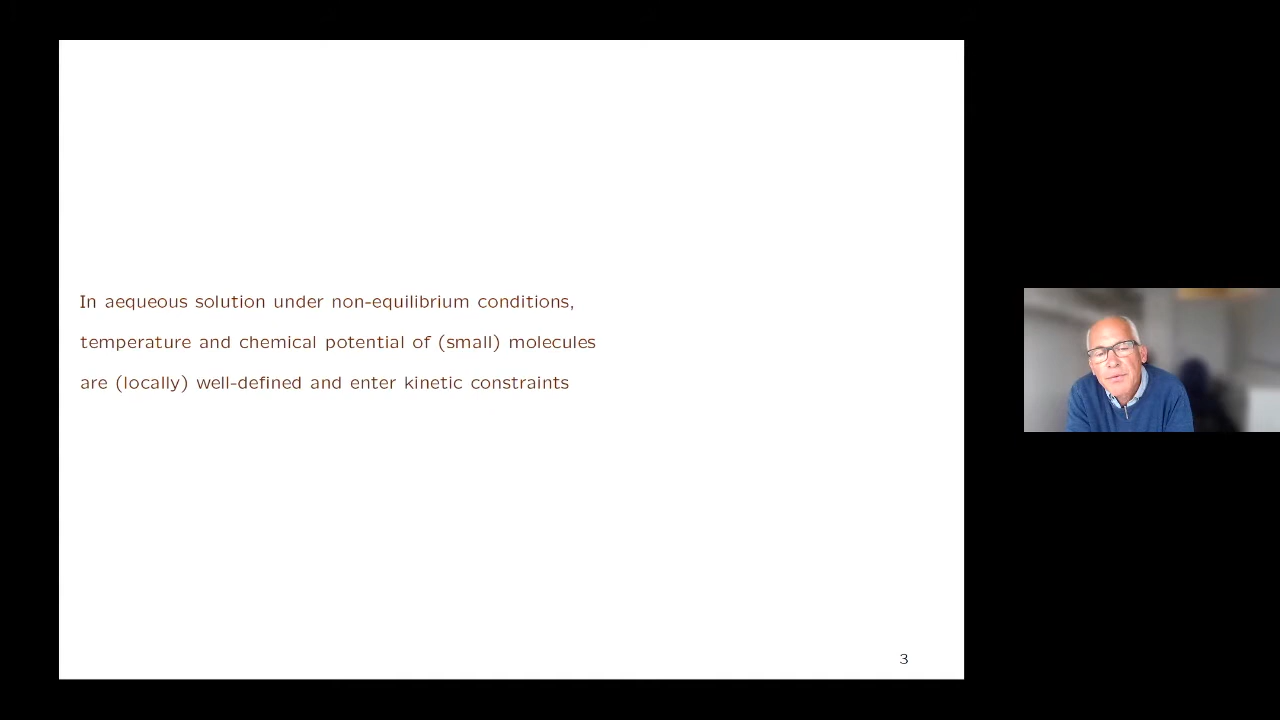 In aequeous solution under non-equilibrium conditions,
temperature and chemical potential of (small) molecules
are (locally) well-defined and enter kinetic constraints
3